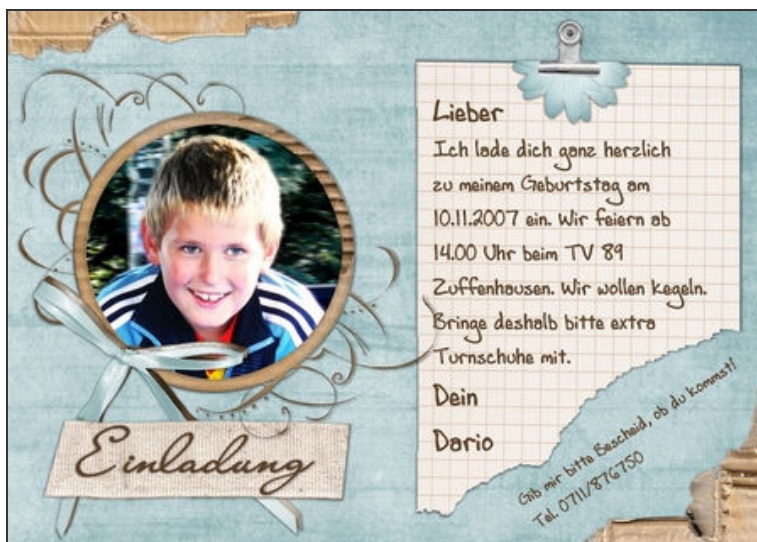 Lieber
Ich lade dich ganz herzlich
zu meinem Geburtstag am
10.11.2007 ein. Wir feiern ab
14.00 Uhr beim TV 89
Zuffenhausen. Wir wollen kegeln.
Bringe deshalb bitte extra
Turnschuhe mit.
Dein
Dario
Einladung
Gib mir bitte Bescheid, ob du kommst!
Tel. 0711/876750